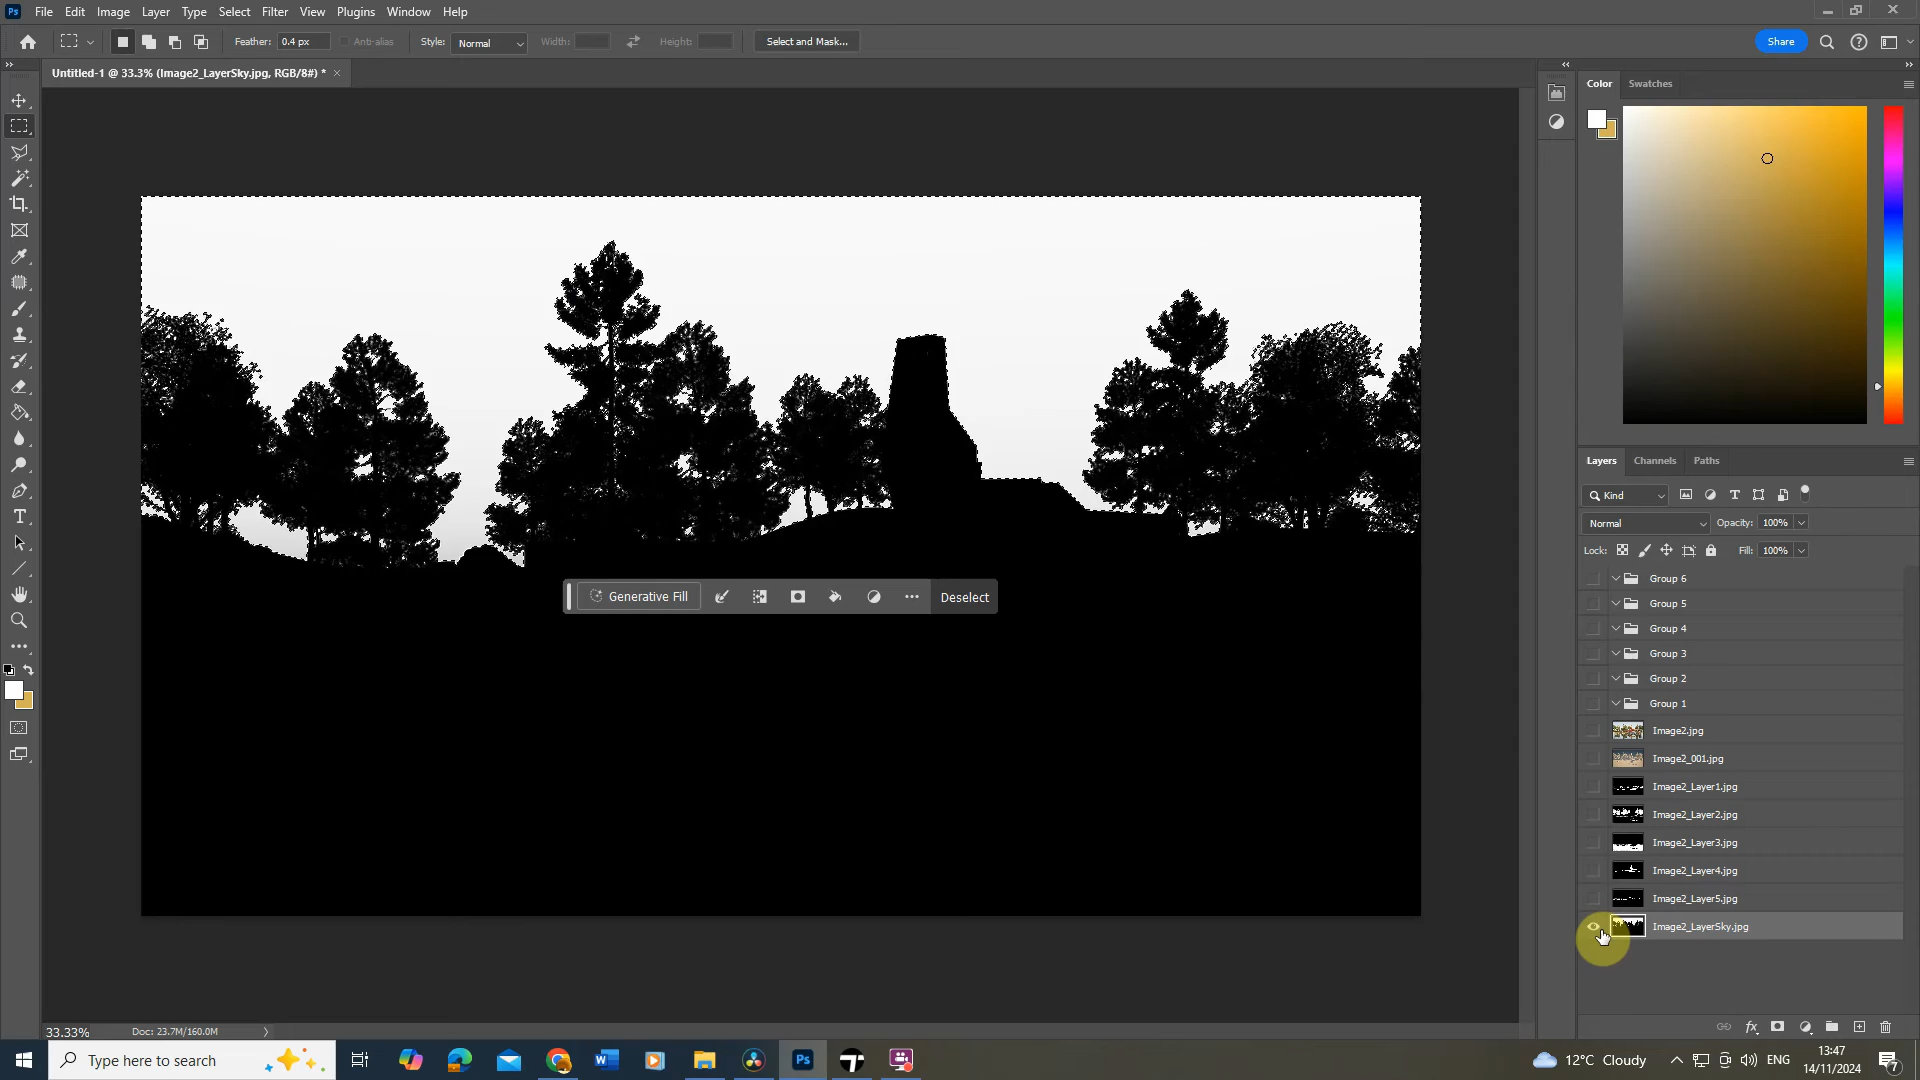 Ps File Edit Image Layer Type Select Filter View Plugins Window Help
Feather: 0.4 px Anti-alias Style: Normal Width: Height: Select and Mask... Share
Untitled-1 @ 33.3% (Image2_LayerSky.jpg, RGB/8#) * ×
Color Swatches
Layers Channels Paths
Kind
Normal Opacity: 100%
Lock: Fill: 100%
Group 6
Group 5
Group 4
Group 3
Group 2
Group 1
Image2.jpg
Image2_001.jpg
Image2_Layer1.jpg
Image2_Layer2.jpg
Image2_Layer3.jpg
Image2_Layer4.jpg
Image2_Layer5.jpg
Image2_LayerSky.jpg
Generative Fill Deselect
33.33% Doc: 23.7M/160.0M
Type here to search
Ps
12°C Cloudy ENG 13:47
14/11/2024
7